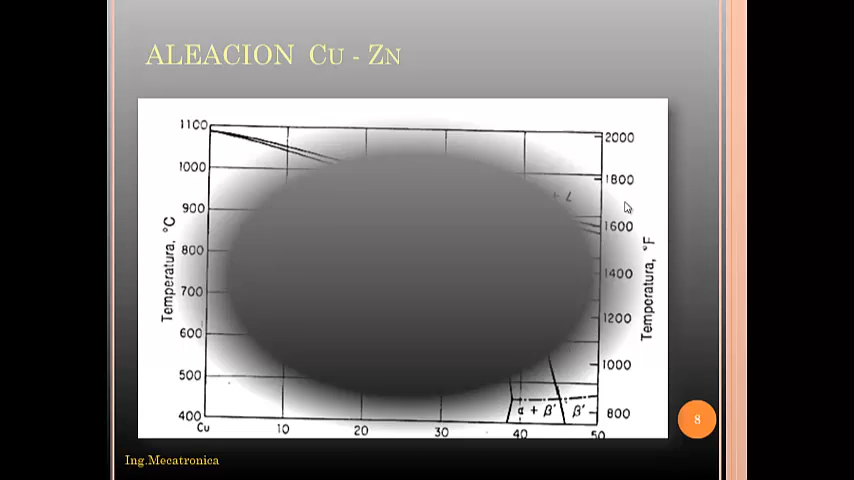 ALEACION CU - ZN
1100
1000
900
800
700
600
500
400
Temperatura, °C
2000
1800
1600
1400
1200
1000
800
Temperatura, °F
+ L
α + β'
β'
Cu
10
20
30
40
50
8
Ing.Mecatronica